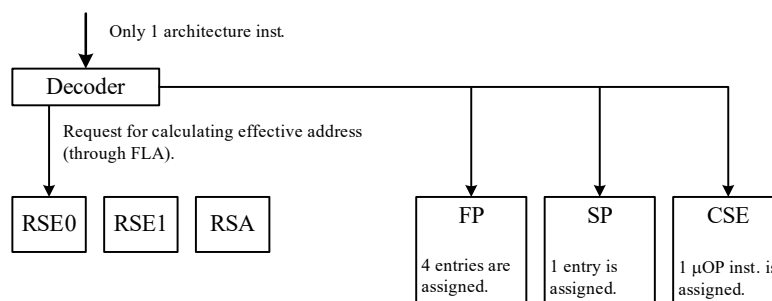 Only 1 architecture inst.
Decoder
Request for calculating effective address
(through FLA).
RSE0 RSE1 RSA FP SP CSE
4 entries are 1 entry is 1 μOP inst. is
assigned. assigned. assigned.